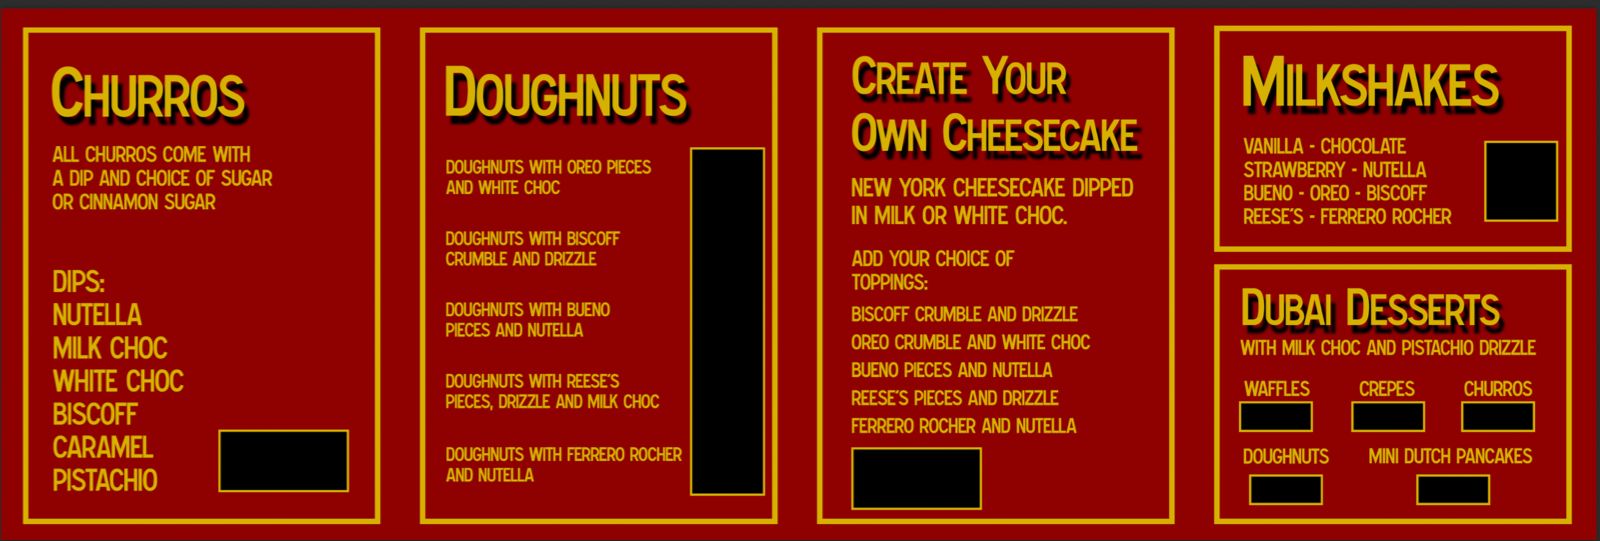 CHURROS
ALL CHURROS COME WITH
A DIP AND CHOICE OF SUGAR
OR CINNAMON SUGAR
DIPS:
NUTELLA
MILK CHOC
WHITE CHOC
BISCOFF
CARAMEL
PISTACHIO
DOUGHNUTS
DOUGHNUTS WITH OREO PIECES
AND WHITE CHOC
DOUGHNUTS WITH BISCOFF
CRUMBLE AND DRIZZLE
DOUGHNUTS WITH BUENO
PIECES AND NUTELLA
DOUGHNUTS WITH REESE'S
PIECES, DRIZZLE AND MILK CHOC
DOUGHNUTS WITH FERRERO ROCHER
AND NUTELLA
CREATE YOUR
OWN CHEESECAKE
NEW YORK CHEESECAKE DIPPED
IN MILK OR WHITE CHOC.
ADD YOUR CHOICE OF
TOPPINGS:
BISCOFF CRUMBLE AND DRIZZLE
OREO CRUMBLE AND WHITE CHOC
BUENO PIECES AND NUTELLA
REESE'S PIECES AND DRIZZLE
FERRERO ROCHER AND NUTELLA
MILKSHAKES
VANILLA - CHOCOLATE
STRAWBERRY - NUTELLA
BUENO - OREO - BISCOFF
REESE'S - FERRERO ROCHER
DUBAI DESSERTS
WITH MILK CHOC AND PISTACHIO DRIZZLE
WAFFLES CREPES CHURROS
DOUGHNUTS MINI DUTCH PANCAKES